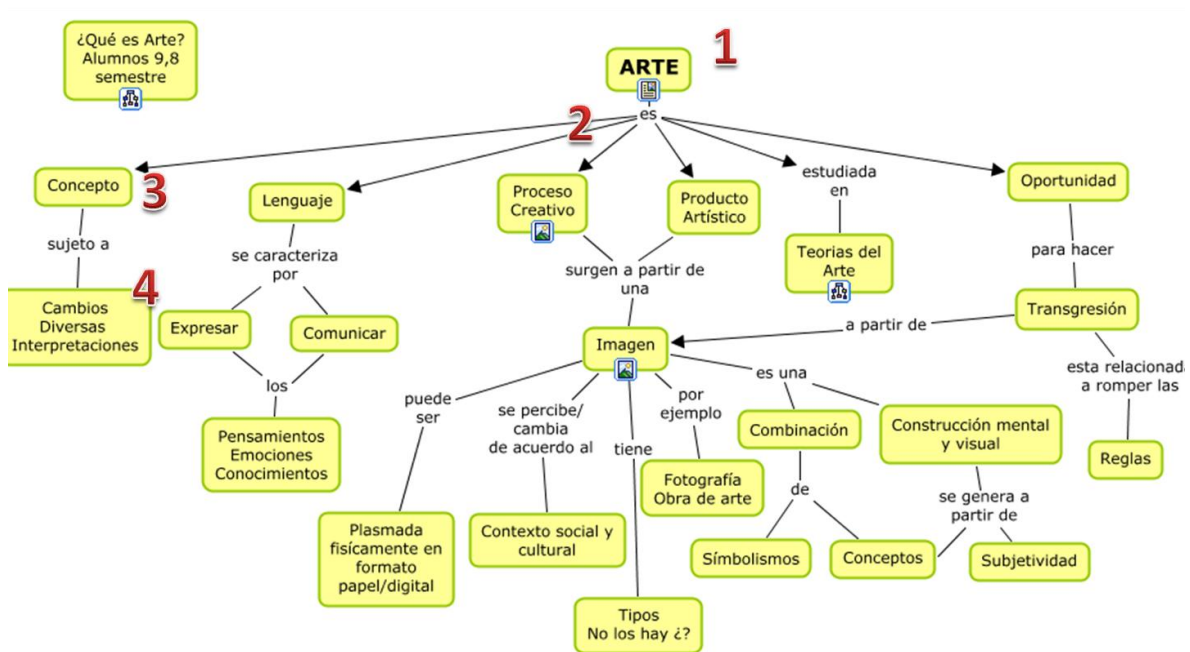 ¿Qué es Arte?
Alumnos 9,8
semestre
ARTE
1
es
2
Concepto
3
sujeto a
4
Cambios
Diversas
Interpretaciones
Lenguaje
se caracteriza
por
Expresar
Comunicar
los
Pensamientos
Emociones
Conocimientos
Proceso
Creativo
Producto
Artístico
surgen a partir de
una
estudiada
en
Teorias del
Arte
Oportunidad
para hacer
Transgresión
a partir de
esta relacionada
a romper las
Reglas
Imagen
puede
ser
Plasmada
fisícamente en
formato
papel/digital
se percibe/
cambia
de acuerdo al
Contexto social y
cultural
tiene
Tipos
No los hay ¿?
por
ejemplo
Fotografía
Obra de arte
es una
Combinación
de
Símbolismos
Conceptos
Construcción mental
y visual
se genera a
partir de
Subjetividad